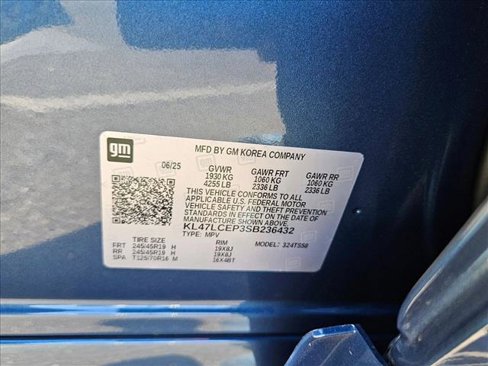 gm
MFD BY GM KOREA COMPANY
06/25
GVWR GAWR FRT GAWR RR
1930 KG 1060 KG 1060 KG
4255 LB 2336 LB 2336 LB
THIS VEHICLE CONFORMS TO ALL
APPLICABLE U.S. FEDERAL MOTOR
VEHICLE SAFETY AND BUMPER
STANDARDS IN EFFECT ON THE DATE OF
MANUFACTURE SHOWN ABOVE.
KL47LCEP3SB236432
TYPE: MPV MODEL: 324TS58
TIRE SIZE RIM
FRT 245/45R19 H 19X8J
RR 245/45R19 H 19X8J
SPA T125/70R16 M 16X4BT